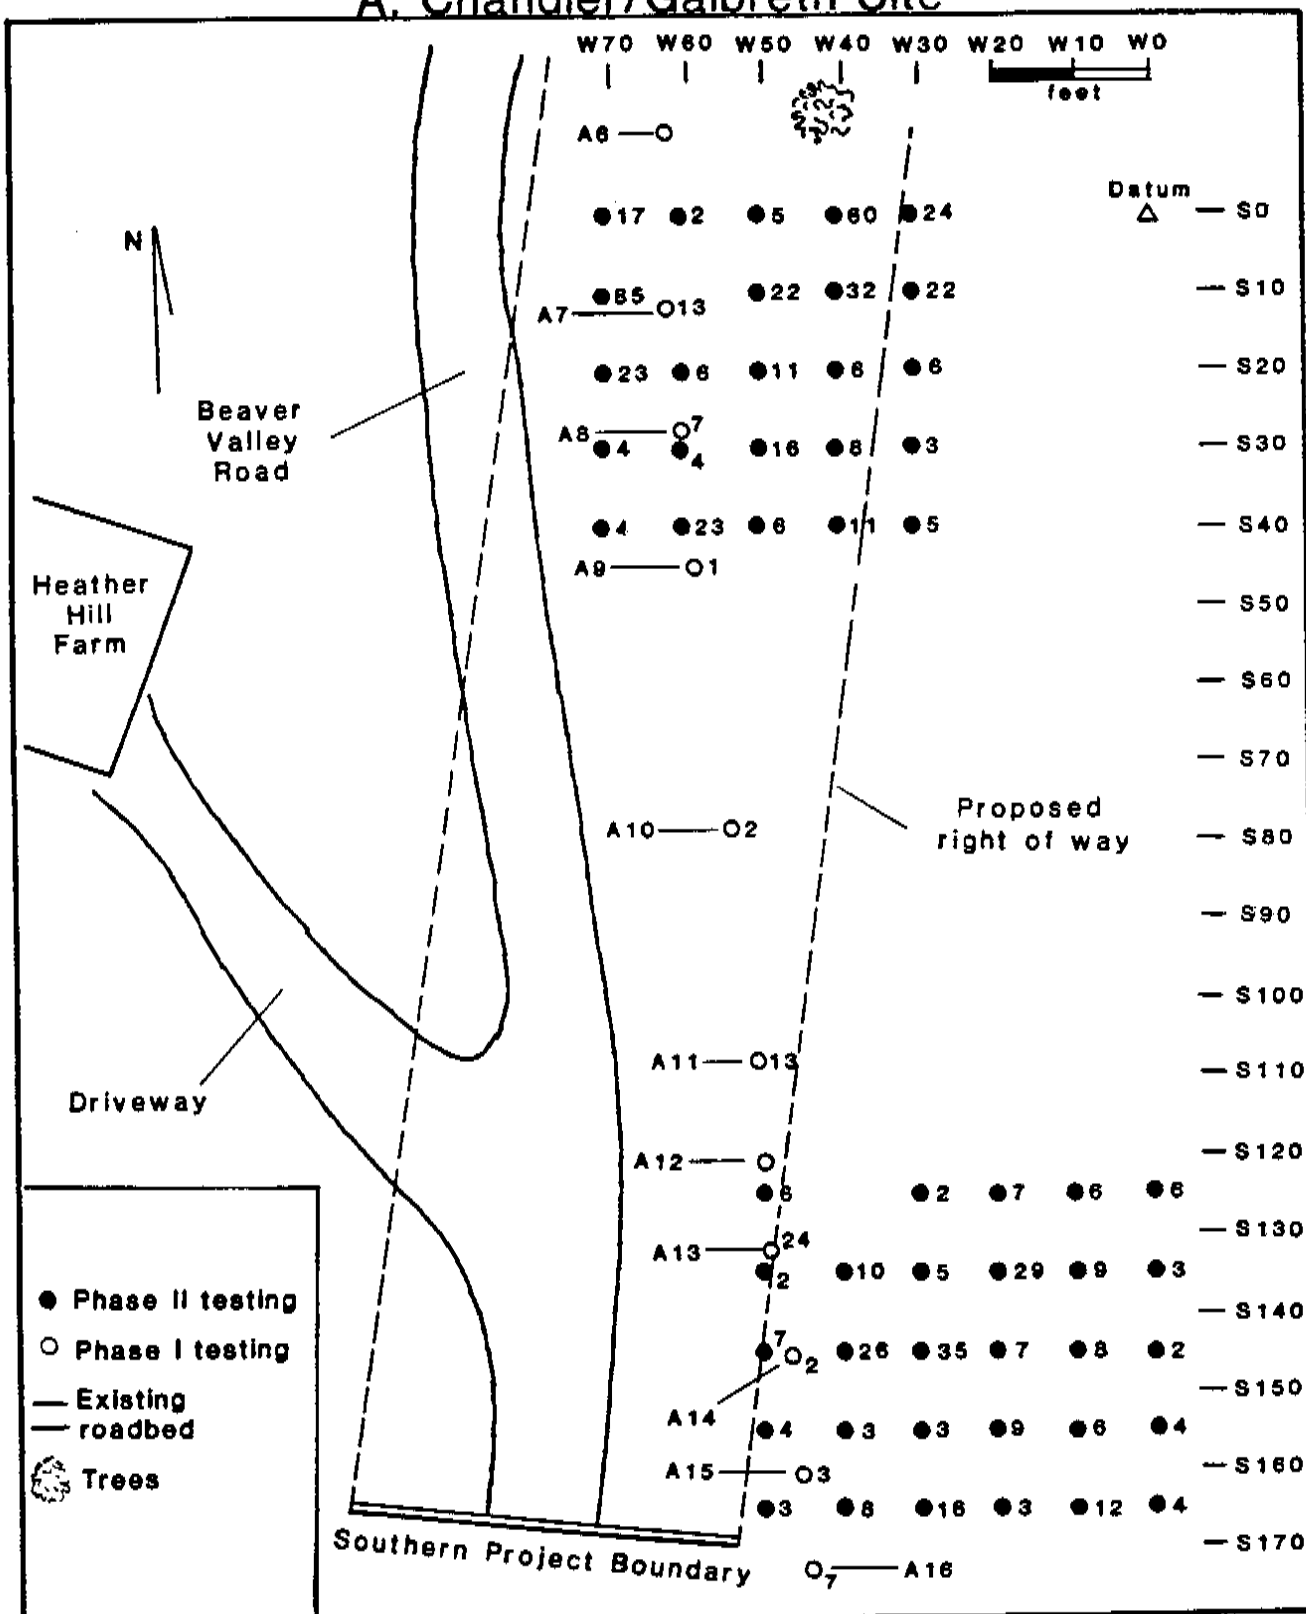 A. Chandler/Galbreth Site
W70 W60 W50 W40 W30 W20 W10 W0
feet
A6
Datum
17 2 5 60 24 S0
N
85 22 32 22 S10
A7 13
23 6 11 6 6 S20
Beaver
Valley
Road
A8 7
4 4 16 8 3 S30
4 23 6 11 5 S40
A9 1
Heather
Hill
Farm
S50
S60
S70
Proposed
right of way
A10 2 S80
S90
S100
A11 13 S110
Driveway
A12 S120
6 2 7 6 6
S130
A13 24
2 10 5 29 9 3
S140
7 26 35 7 8 2
2
S150
A14
4 3 3 9 6 4
S160
A15 3
3 8 16 3 12 4
S170
7 A16
Phase II testing
Phase I testing
Existing
roadbed
Trees
Southern Project Boundary